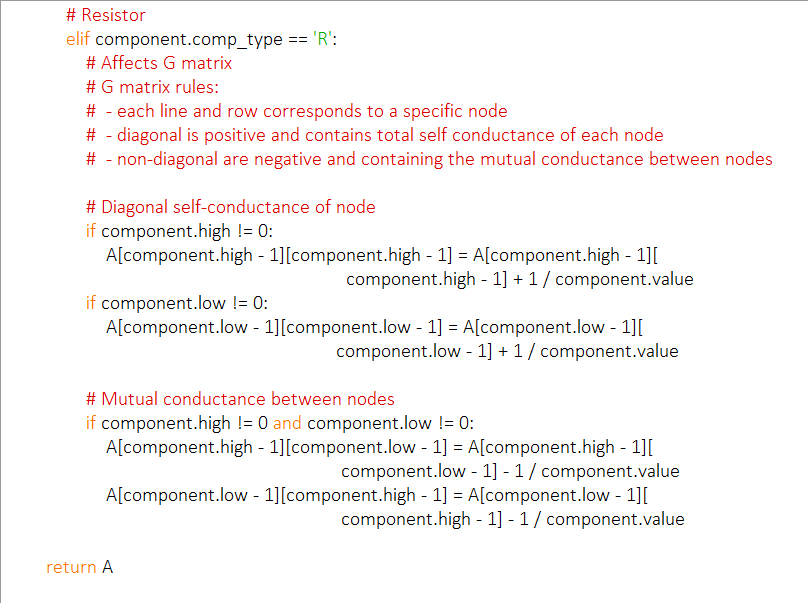 # Resistor
elif component.comp_type == 'R':
# Affects G matrix
# G matrix rules:
# - each line and row corresponds to a specific node
# - diagonal is positive and contains total self conductance of each node
# - non-diagonal are negative and containing the mutual conductance between nodes
# Diagonal self-conductance of node
if component.high != 0:
A[component.high - 1][component.high - 1] = A[component.high - 1][
component.high - 1] + 1 / component.value
if component.low != 0:
A[component.low - 1][component.low - 1] = A[component.low - 1][
component.low - 1] + 1 / component.value
# Mutual conductance between nodes
if component.high != 0 and component.low != 0:
A[component.high - 1][component.low - 1] = A[component.high - 1][
component.low - 1] - 1 / component.value
A[component.low - 1][component.high - 1] = A[component.low - 1][
component.high - 1] - 1 / component.value
return A